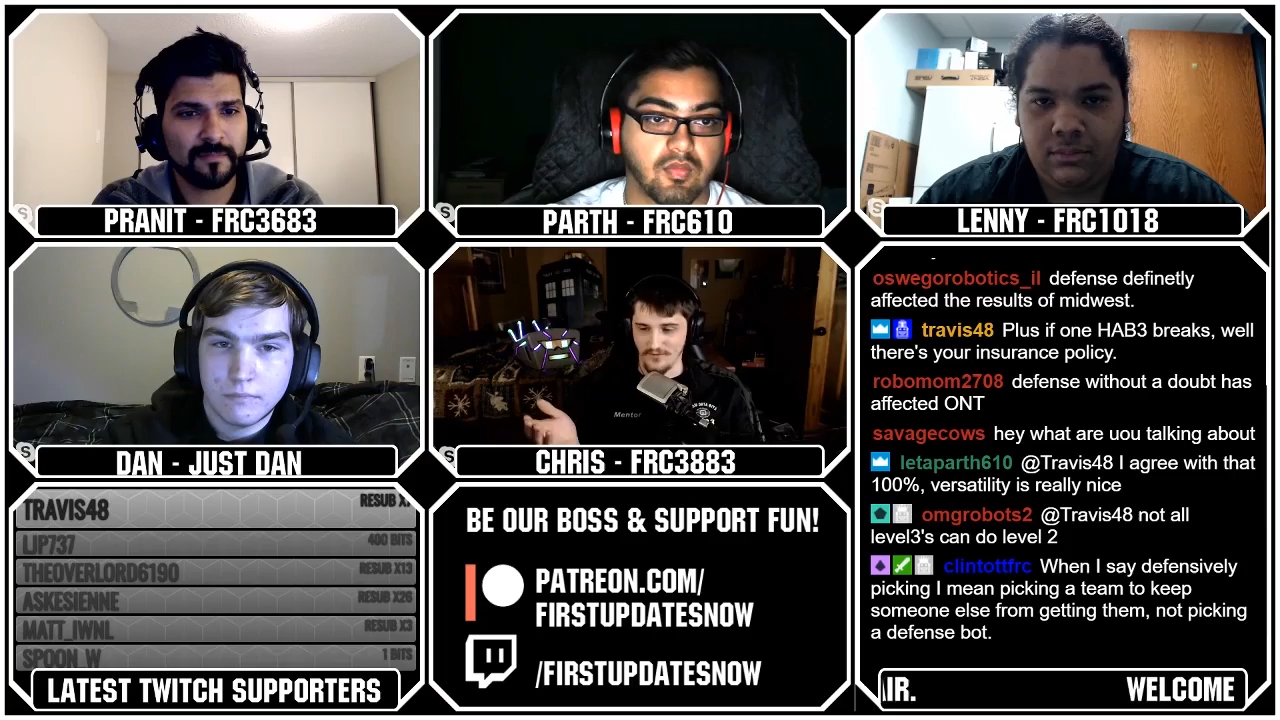 PRANIT - FRC3683
PARTH - FRC610
LENNY - FRC1018
DAN - JUST DAN
Mentor
CHRIS - FRC3883
oswegorobotics_il defense definetly
affected the results of midwest.
travis48 Plus if one HAB3 breaks, well
there's your insurance policy.
robomom2708 defense without a doubt has
affected ONT
savagecows hey what are uou talking about
letaparth610 @Travis48 I agree with that
100%, versatility is really nice
omgrobots2 @Travis48 not all
level3's can do level 2
clintottfrc When I say defensively
picking I mean picking a team to keep
someone else from getting them, not picking
a defense bot.
TRAVIS48 RESUB
LJP737 400 BITS
THEOVERLORD6190 RESUB X13
ASKESIENNE RESUB X26
MATT_IWNL RESUB X3
SPOON_W 1 BITS
LATEST TWITCH SUPPORTERS
BE OUR BOSS & SUPPORT FUN!
PATREON.COM/
FIRSTUPDATESNOW
/FIRSTUPDATESNOW
AIR. WELCOME